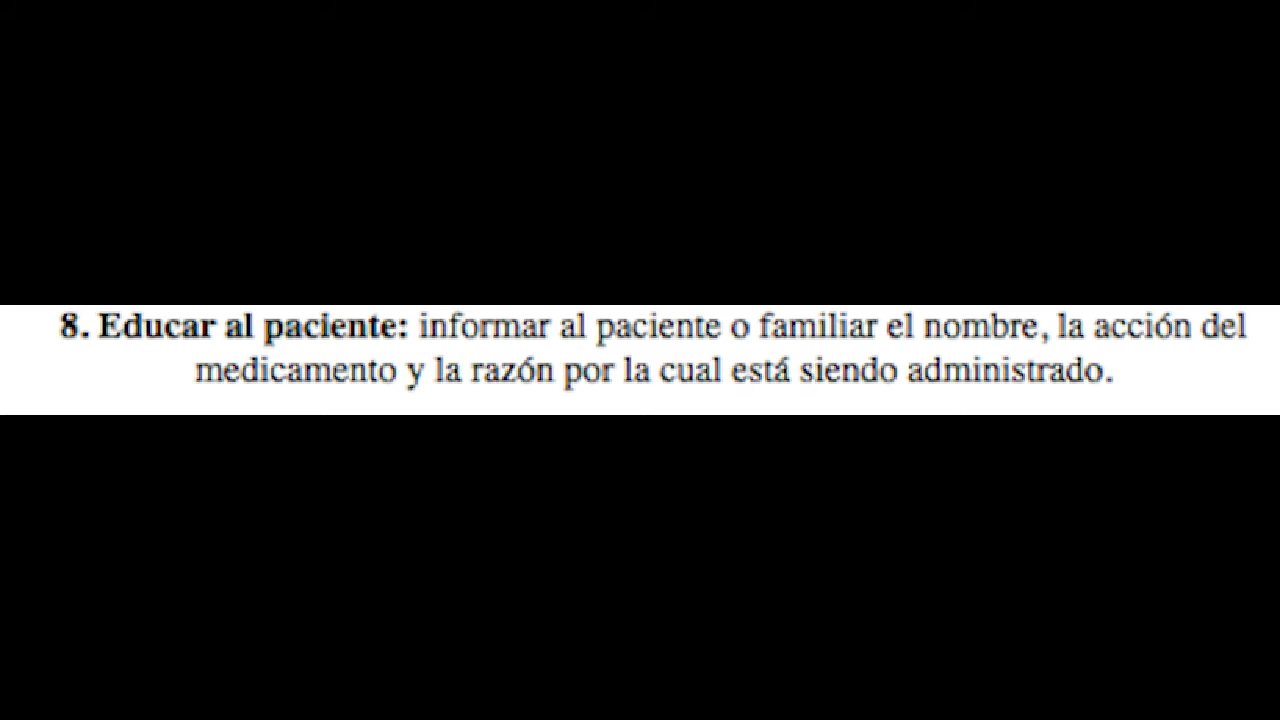 8. Educar al paciente: informar al paciente o familiar el nombre, la acción del
medicamento y la razón por la cual está siendo administrado.